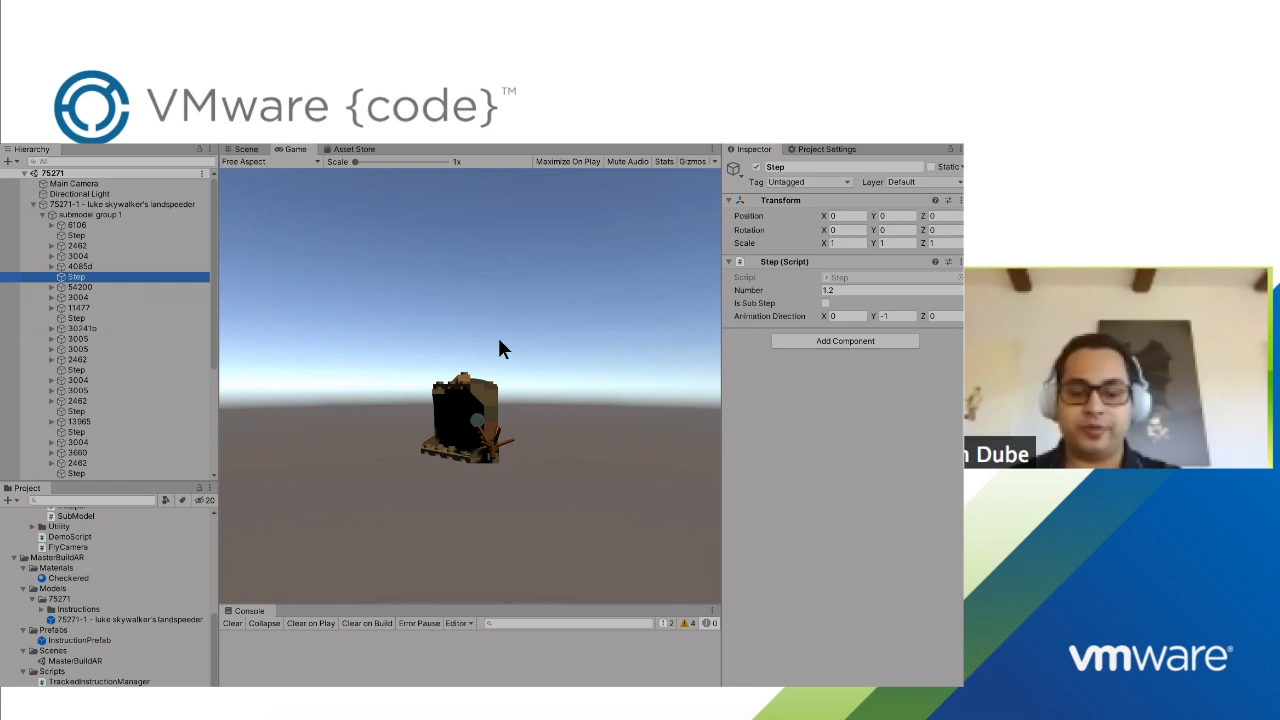 VMware {code}™
Hierarchy
All
75271
Main Camera
Directional Light
75271-1 - luke skywalker's landspeeder
submodel group 1
6106
Step
2462
3004
4085d
Step
54200
3004
11477
Step
30241b
3005
3005
2462
Step
3004
3005
2462
Step
13965
Step
3004
3660
2462
Step
Scene Game Asset Store
Free Aspect Scale 1x Maximize On Play Mute Audio Stats Gizmos
Inspector Project Settings
Step Static
Tag Untagged Layer Default
Transform
Position X 0 Y 0 Z 0
Rotation X 0 Y 0 Z 0
Scale X 1 Y 1 Z 1
Step (Script)
Script Step
Number 1.2
Is Sub Step
Animation Direction X 0 Y -1 Z 0
Add Component
Project
20
SubModel
Utility
DemoScript
FlyCamera
MasterBuildAR
Materials
Checkered
Models
75271
Instructions
75271-1 - luke skywalker's landspeeder
Prefabs
InstructionPrefab
Scenes
MasterBuildAR
Scripts
TrackedInstructionManager
Console
Clear Collapse Clear on Play Clear on Build Error Pause Editor 2 4 0
Dube
vmware®